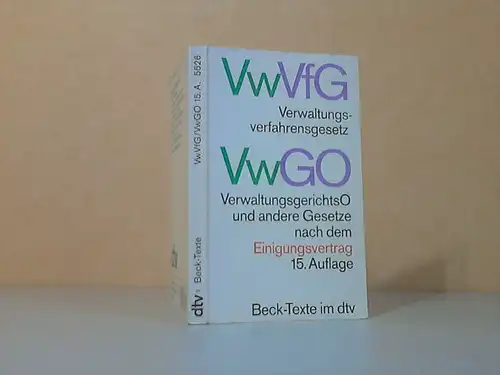 VwVfG
Verwaltungs-
verfahrensgesetz
VwGO
VerwaltungsgerichtsO
und andere Gesetze
nach dem
Einigungsvertrag
15. Auflage
Beck-Texte im dtv
dtv Beck-Texte VwVfG/VwGO 15. A. 5526